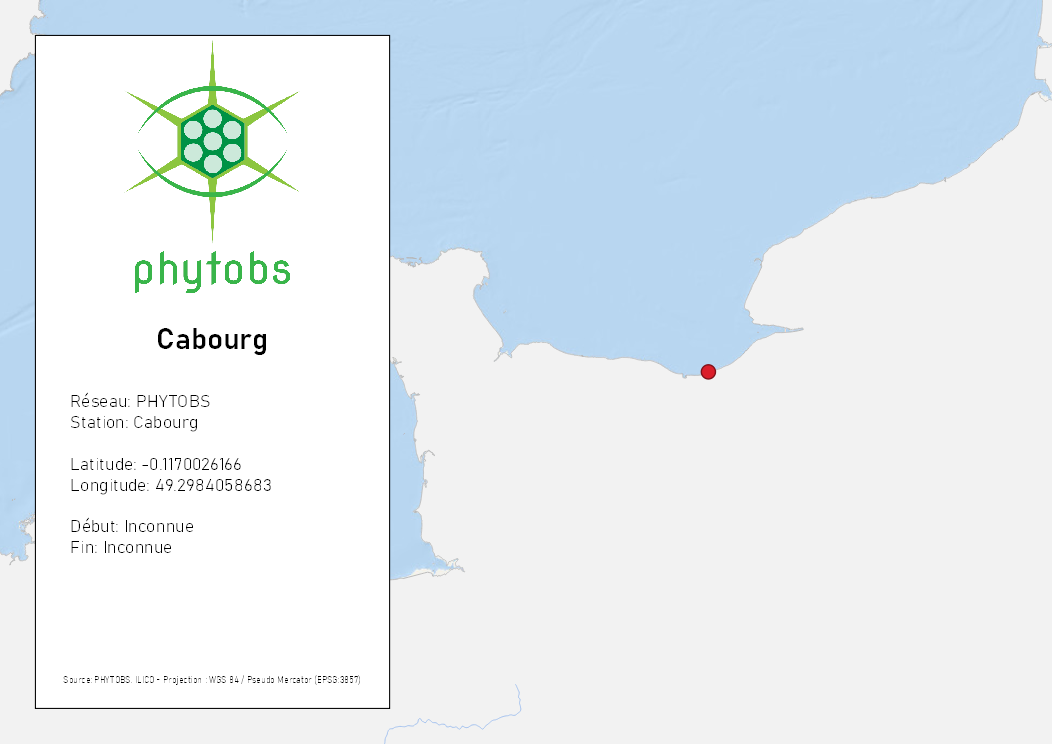 phytobs
Cabourg
Réseau: PHYTOBS
Station: Cabourg
Latitude: -0.1170026166
Longitude: 49.2984058683
Début: Inconnue
Fin: Inconnue
Source: PHYTOBS, ILICO - Projection : WGS 84 / Pseudo Mercator (EPSG:3857)